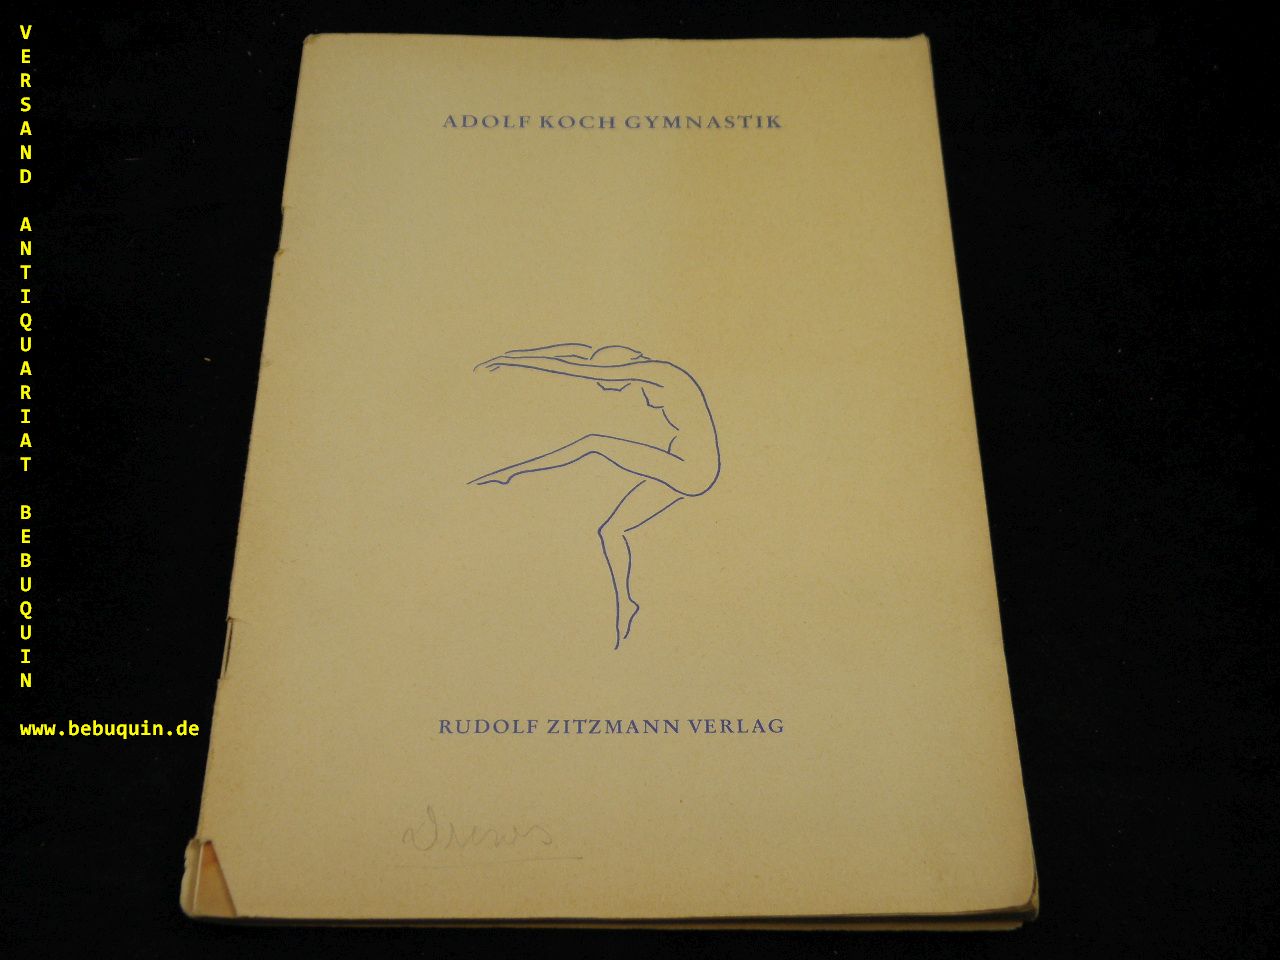 VERSAND ANTIQUARIAT BEBUQUIN
www.bebuquin.de
ADOLF KOCH GYMNASTIK
RUDOLF ZITZMANN VERLAG